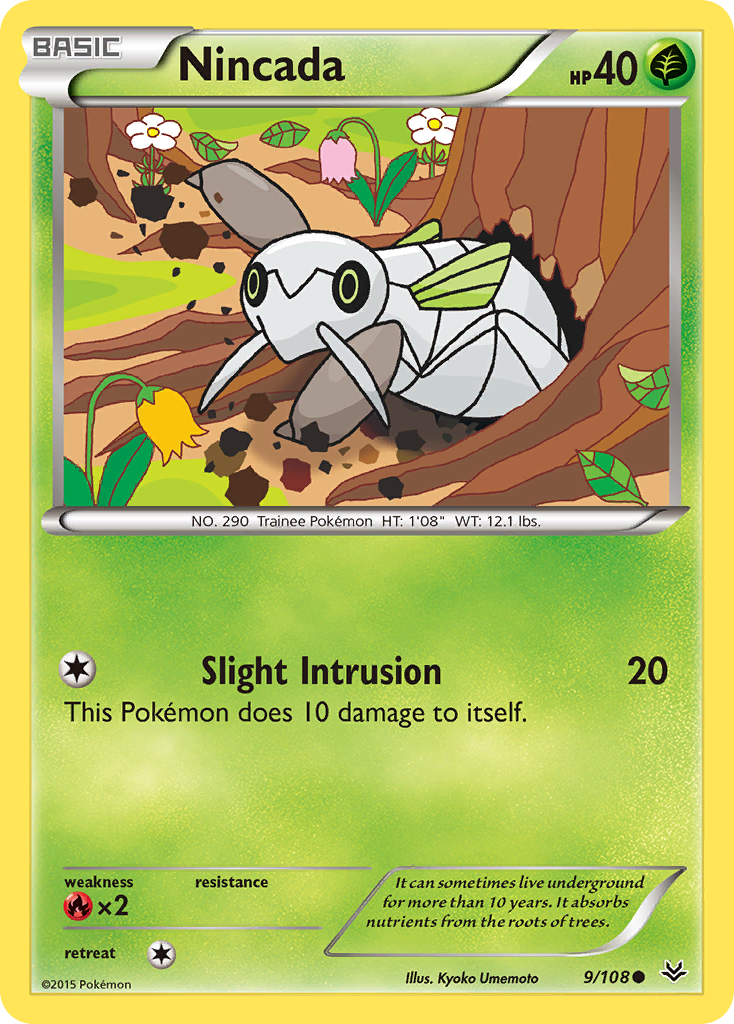 BASIC
Nincada
HP40
NO. 290 Trainee Pokémon HT: 1'08" WT: 12.1 lbs.
Slight Intrusion 20
This Pokémon does 10 damage to itself.
weakness resistance
×2
retreat
It can sometimes live underground
for more than 10 years. It absorbs
nutrients from the roots of trees.
©2015 Pokémon
Illus. Kyoko Umemoto
9/108